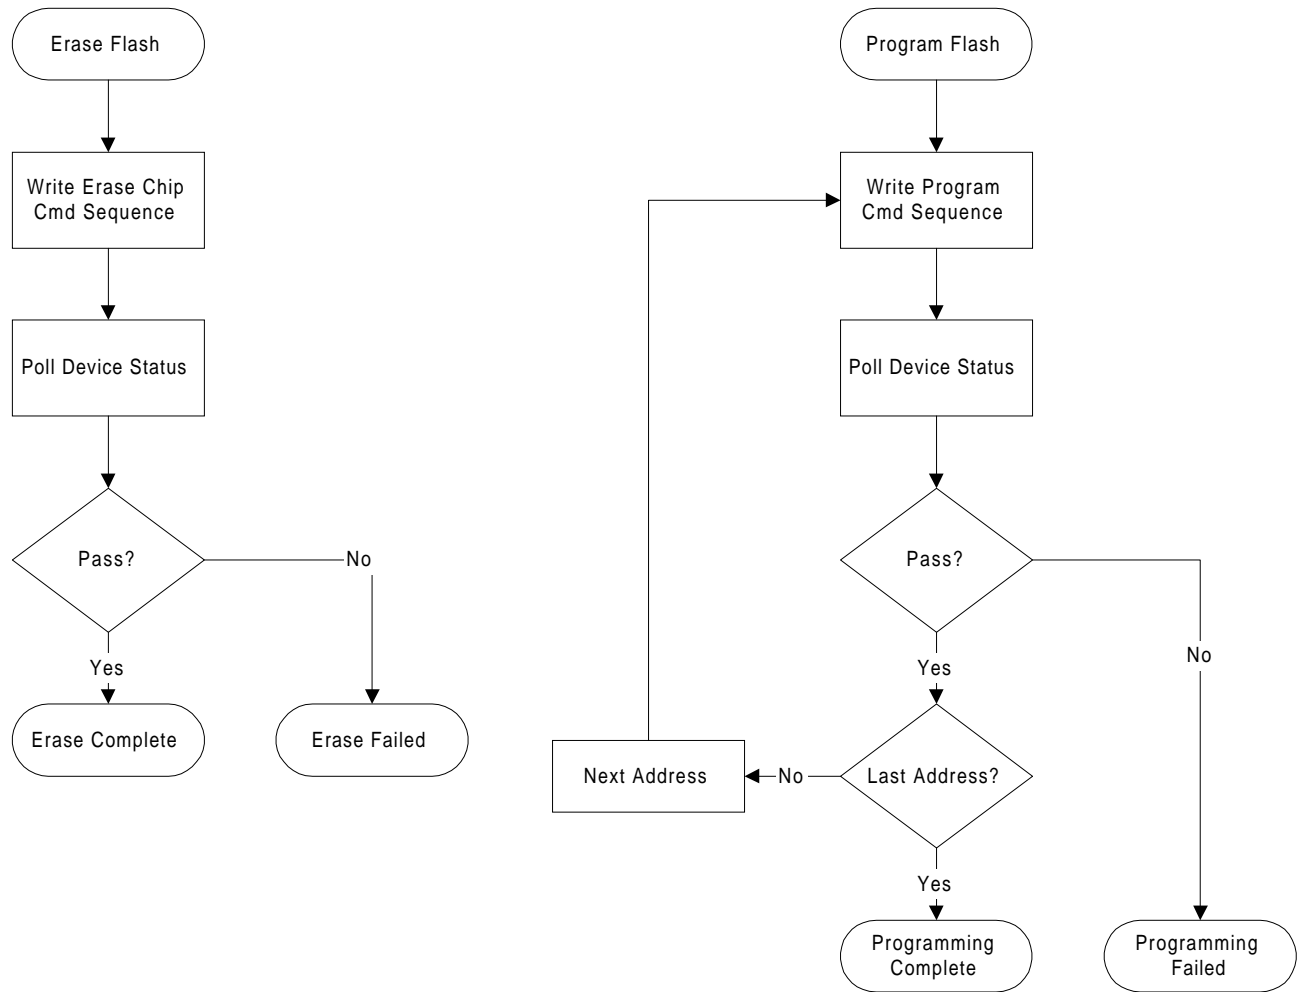 Erase Flash
Write Erase Chip
Cmd Sequence
Poll Device Status
Pass?
No
Yes
Erase Complete
Erase Failed
Program Flash
Write Program
Cmd Sequence
Poll Device Status
Pass?
No
Yes
Next Address
No
Last Address?
Yes
Programming
Complete
Programming
Failed